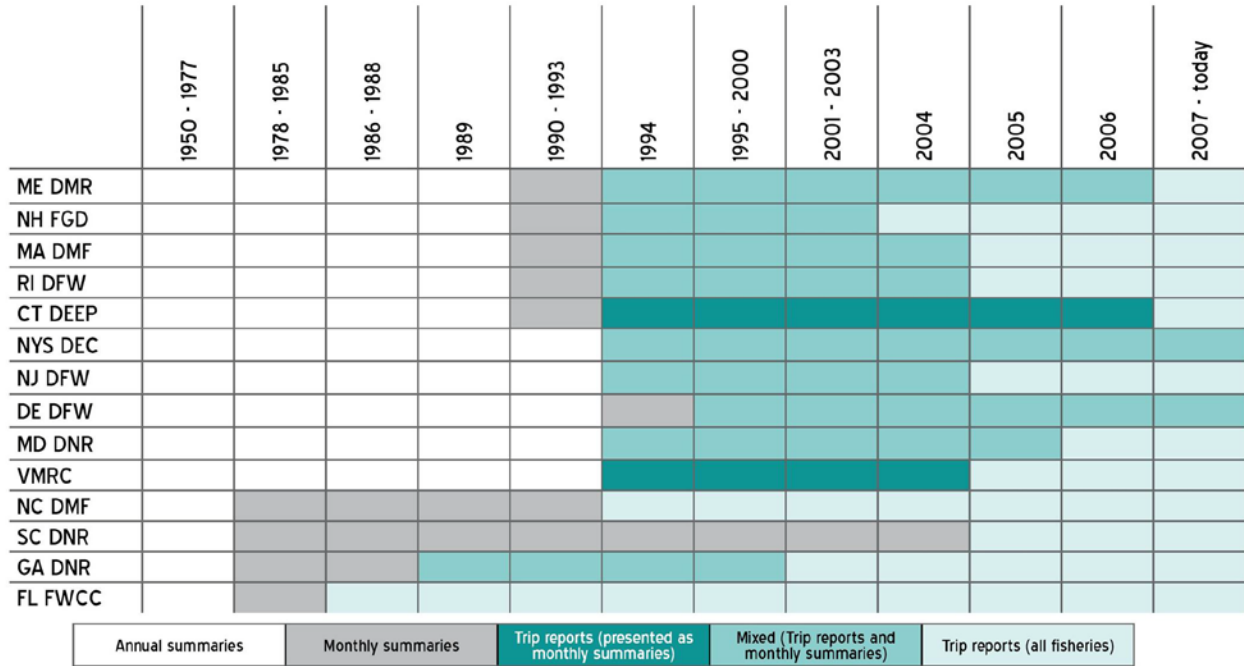 1950 - 1977
1978 - 1985
1986 - 1988
1989
1990 - 1993
1994
1995 - 2000
2001 - 2003
2004
2005
2006
2007 - today
ME DMR
NH FGD
MA DMF
RI DFW
CT DEEP
NYS DEC
NJ DFW
DE DFW
MD DNR
VMRC
NC DMF
SC DNR
GA DNR
FL FWCC
Annual summaries
Monthly summaries
Trip reports (presented as
monthly summaries)
Mixed (Trip reports and
monthly summaries)
Trip reports (all fisheries)